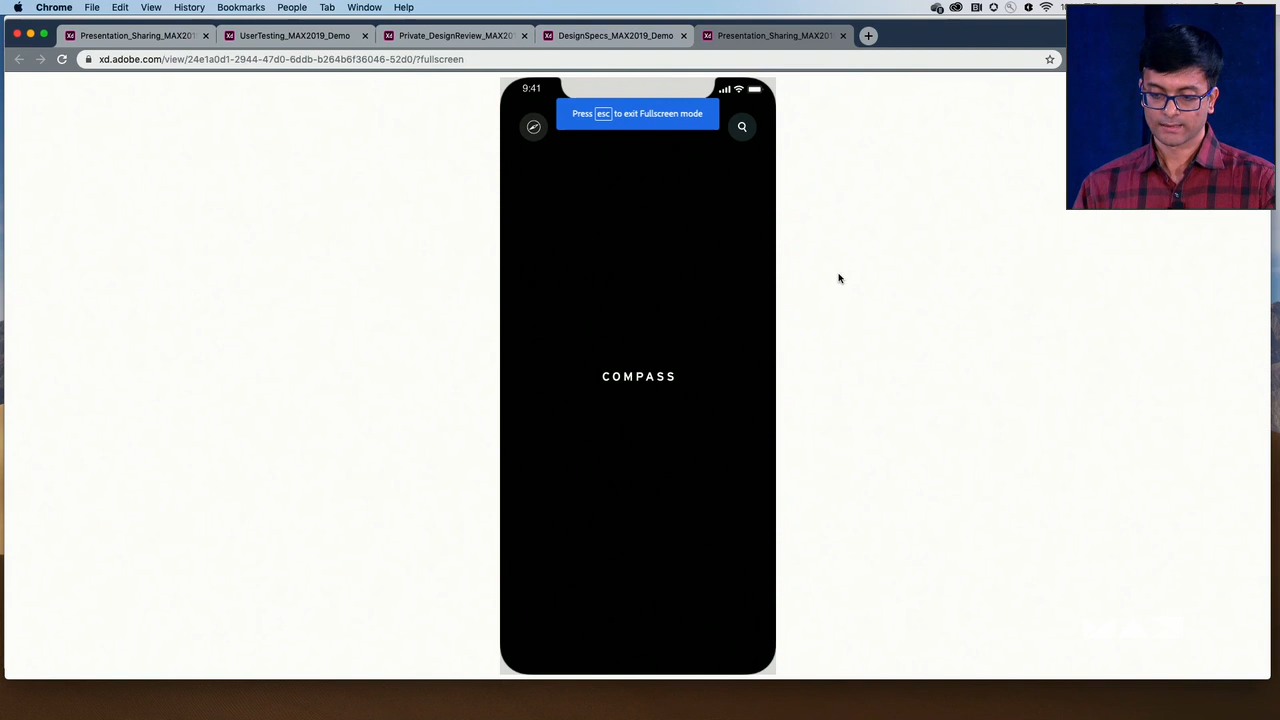 Chrome File Edit View History Bookmarks People Tab Window Help
Presentation_Sharing_MAX201
UserTesting_MAX2019_Demo
Private_DesignReview_MAX20
DesignSpecs_MAX2019_Demo
Presentation_Sharing_MAX201
xd.adobe.com/view/24e1a0d1-2944-47d0-6ddb-b264b6f36046-52d0/?fullscreen
9:41
Press esc to exit Fullscreen mode
COMPASS